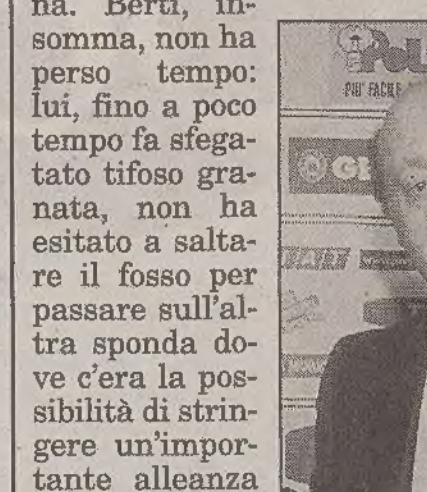 na. Berti, in-
somma, non ha
perso tempo:
lui, fino a poco
tempo fa sfega-
tato tifoso gra-
nata, non ha
esitato a salta-
re il fosso per
passare sull'al-
tra sponda do-
ve c'era la pos-
sibilità di strin-
gere un'impor-
tante alleanza
PIU' FACILE